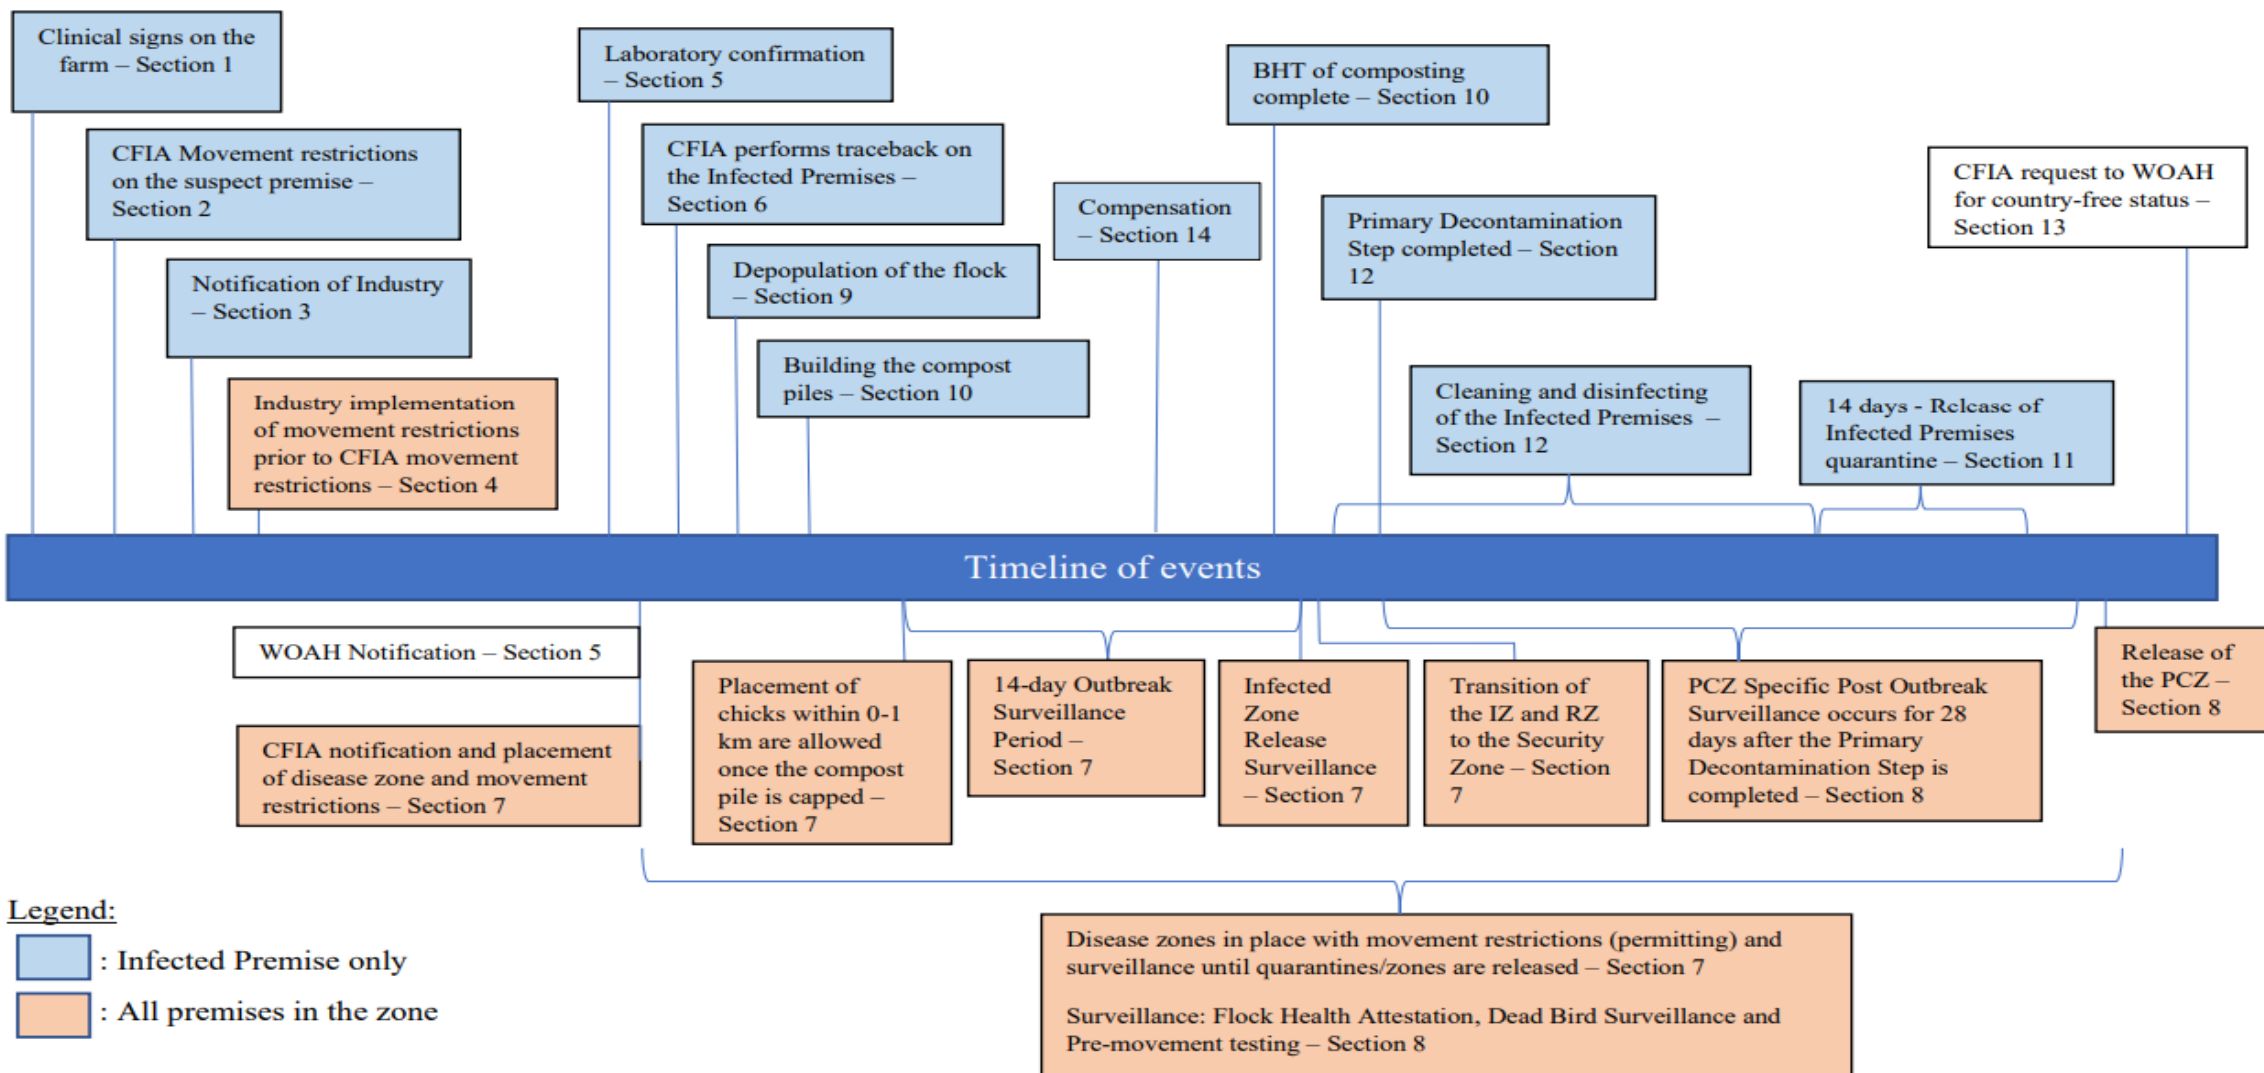 Clinical signs on the
farm – Section 1
CFIA Movement restrictions
on the suspect premise –
Section 2
Notification of Industry
– Section 3
Industry implementation
of movement restrictions
prior to CFIA movement
restrictions – Section 4
Laboratory confirmation
– Section 5
CFIA performs traceback on
the Infected Premises –
Section 6
Depopulation of the flock
– Section 9
Building the compost
piles – Section 10
Compensation
– Section 14
BHT of composting
complete – Section 10
Primary Decontamination
Step completed – Section
12
Cleaning and disinfecting
of the Infected Premises –
Section 12
14 days - Release of
Infected Premises
quarantine – Section 11
CFIA request to WOAH
for country-free status –
Section 13
Timeline of events
WOAH Notification – Section 5
CFIA notification and placement
of disease zone and movement
restrictions – Section 7
Placement of
chicks within 0-1
km are allowed
once the compost
pile is capped –
Section 7
14-day Outbreak
Surveillance
Period –
Section 7
Infected
Zone
Release
Surveillance
– Section 7
Transition of
the IZ and RZ
to the Security
Zone – Section
7
PCZ Specific Post Outbreak
Surveillance occurs for 28
days after the Primary
Decontamination Step is
completed – Section 8
Release of
the PCZ –
Section 8
Disease zones in place with movement restrictions (permitting) and
surveillance until quarantines/zones are released – Section 7
Surveillance: Flock Health Attestation, Dead Bird Surveillance and
Pre-movement testing – Section 8
Legend:
: Infected Premise only
: All premises in the zone